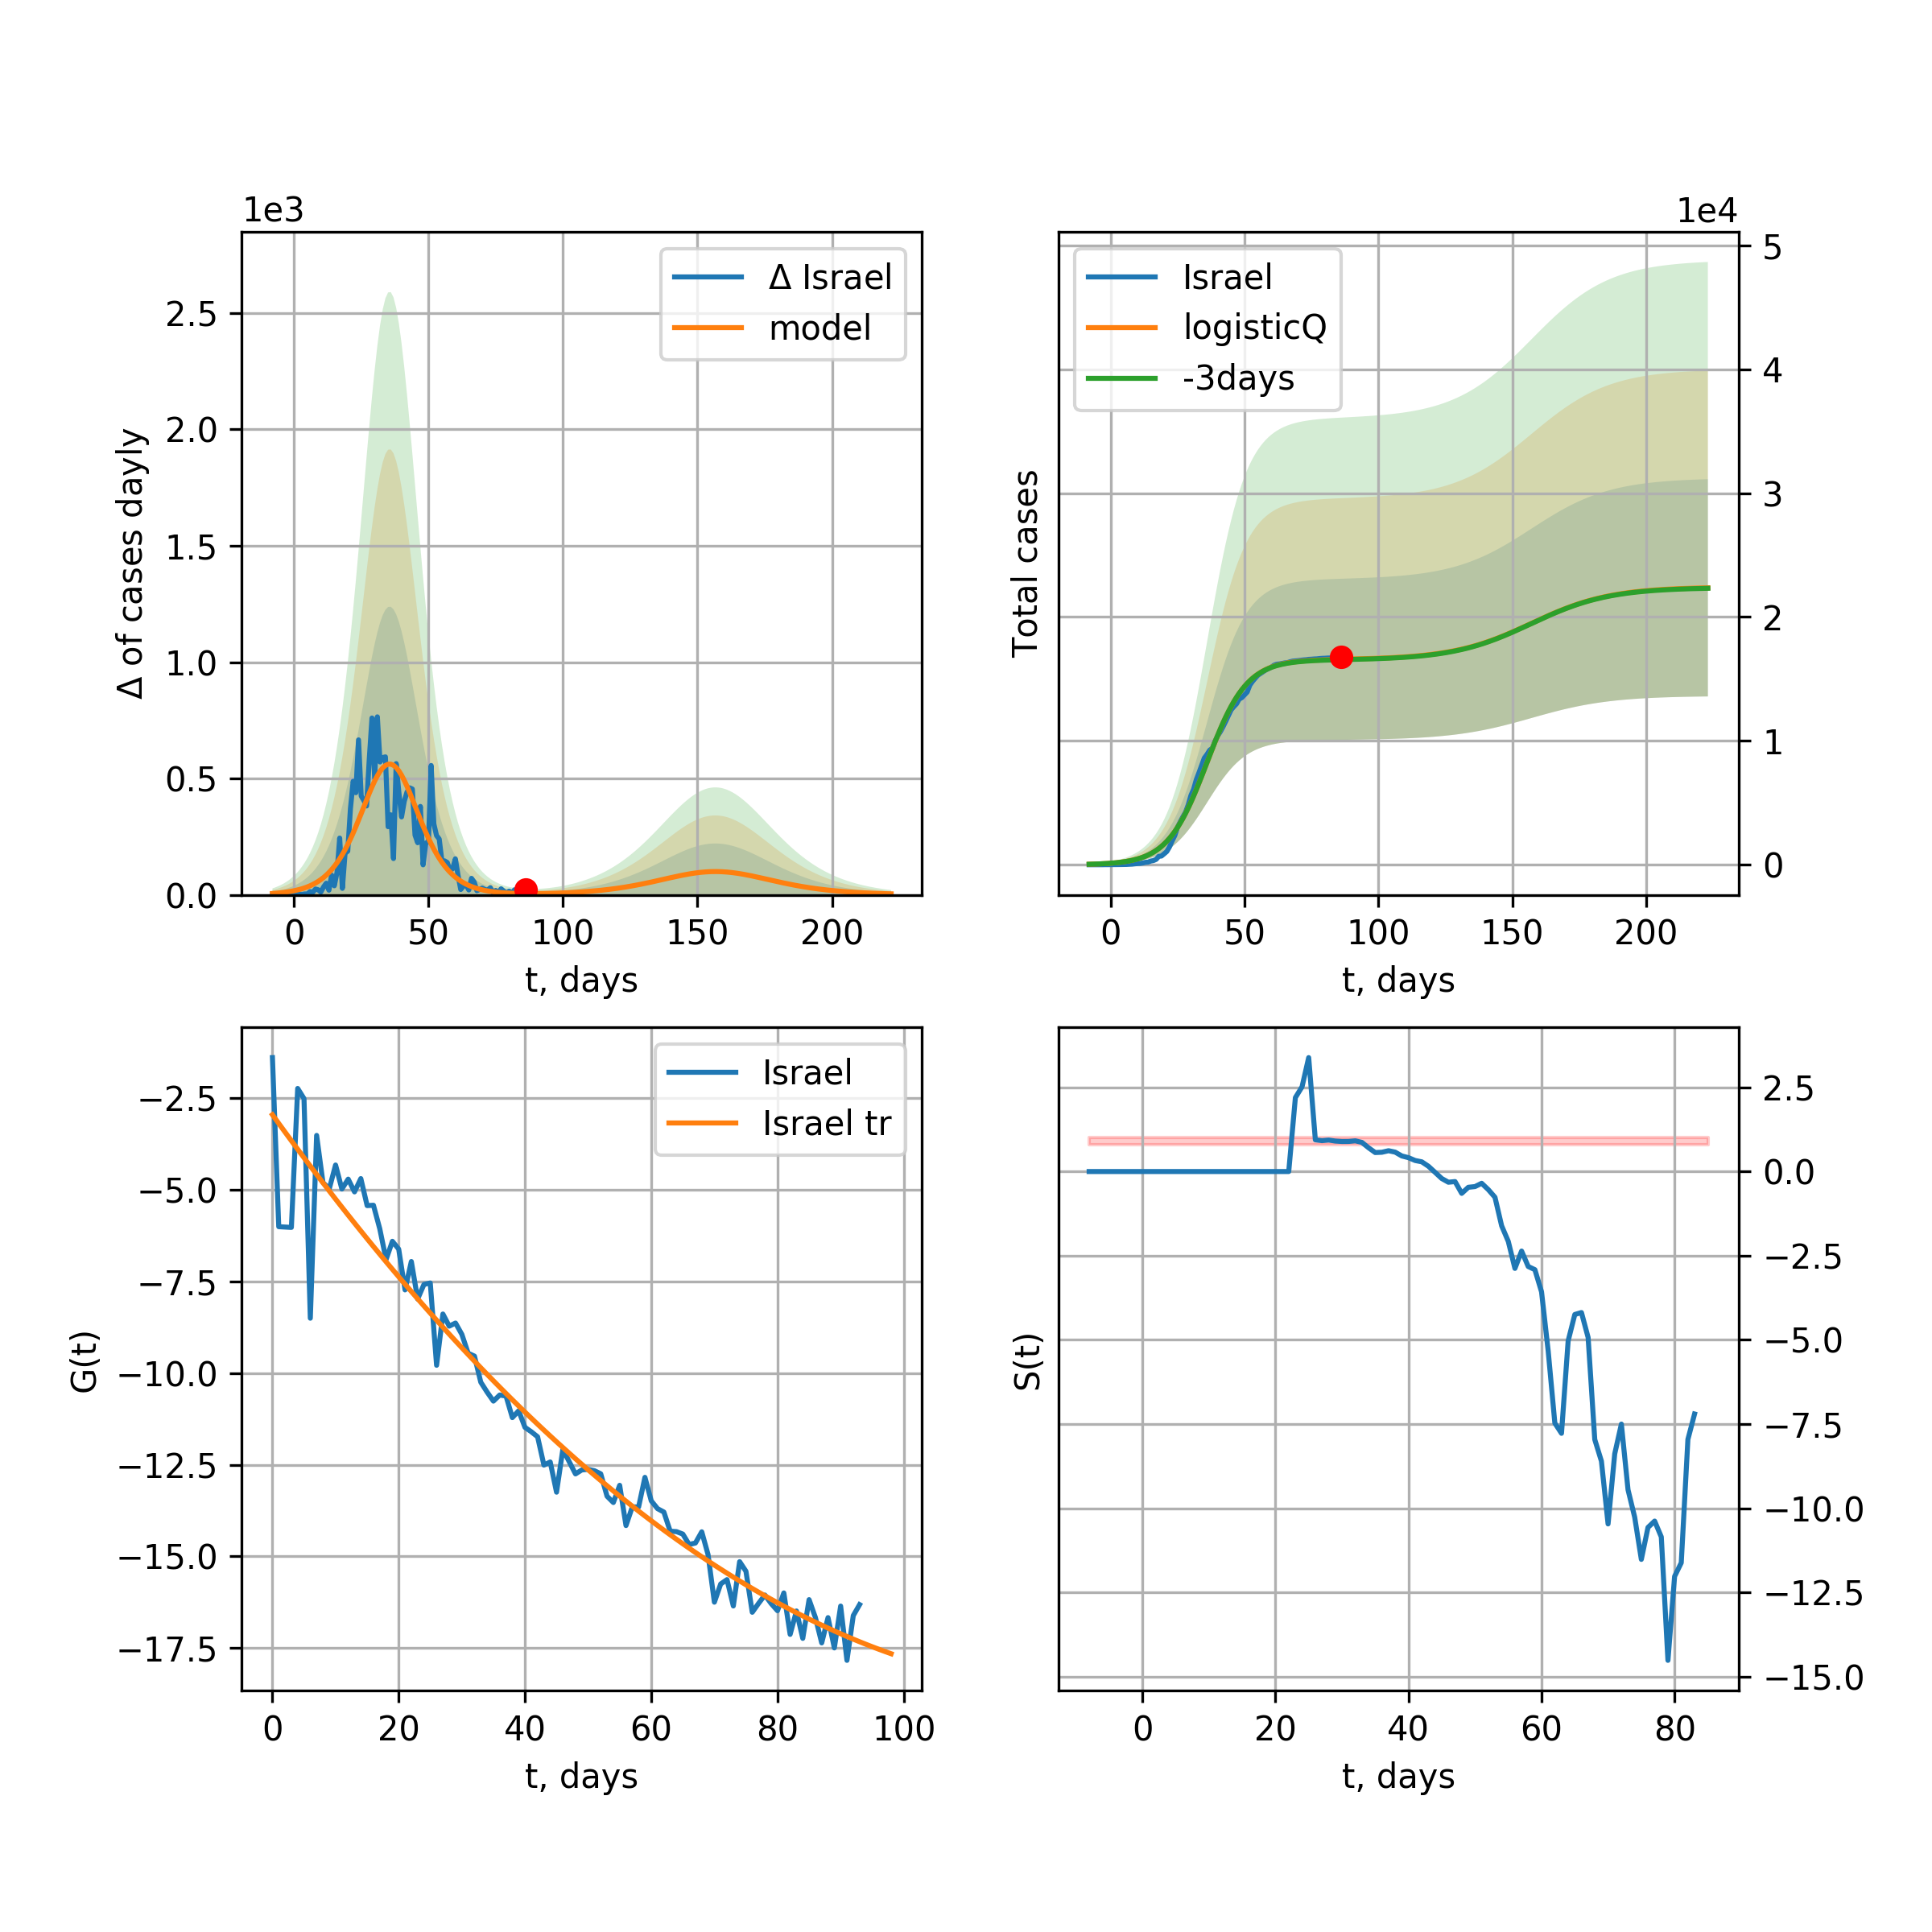 1e3
Δ of cases dayly
2.5
2.0
1.5
1.0
0.5
0.0
0 50 100 150 200
t, days
Δ Israel
model
1e4
Total cases
5
4
3
2
1
0
0 50 100 150 200
t, days
Israel
logisticQ
-3days
G(t)
−2.5
−5.0
−7.5
−10.0
−12.5
−15.0
−17.5
0 20 40 60 80 100
t, days
Israel
Israel tr
S(t)
2.5
0.0
−2.5
−5.0
−7.5
−10.0
−12.5
−15.0
0 20 40 60 80
t, days